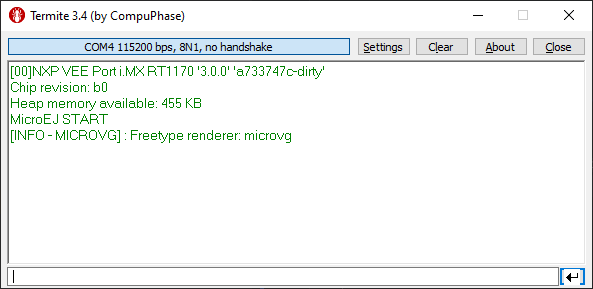 Termite 3.4 (by CompuPhase)
COM4 115200 bps, 8N1, no handshake
Settings
Clear
About
Close
[00]NXP VEE Port i.MX RT1170 '3.0.0' 'a733747c-dirty'
Chip revision: b0
Heap memory available: 455 KB
MicroEJ START
[INFO - MICROVG] : Freetype renderer: microvg